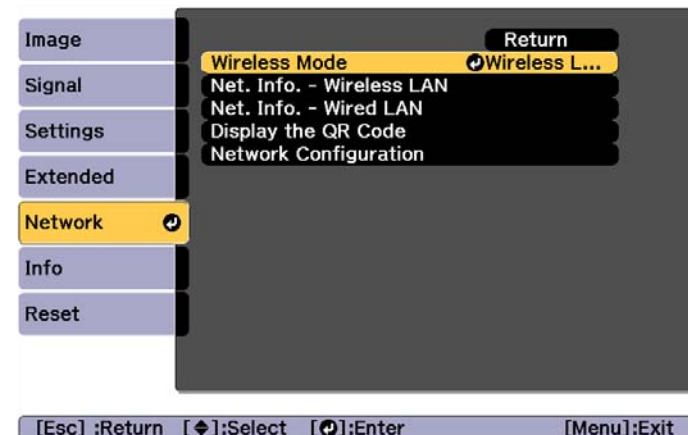 Image
Signal
Settings
Extended
Network
Info
Reset
Return
Wireless Mode Wireless L...
Net. Info. - Wireless LAN
Net. Info. - Wired LAN
Display the QR Code
Network Configuration
[Esc] :Return [◆]:Select [⏎]:Enter [Menu]:Exit